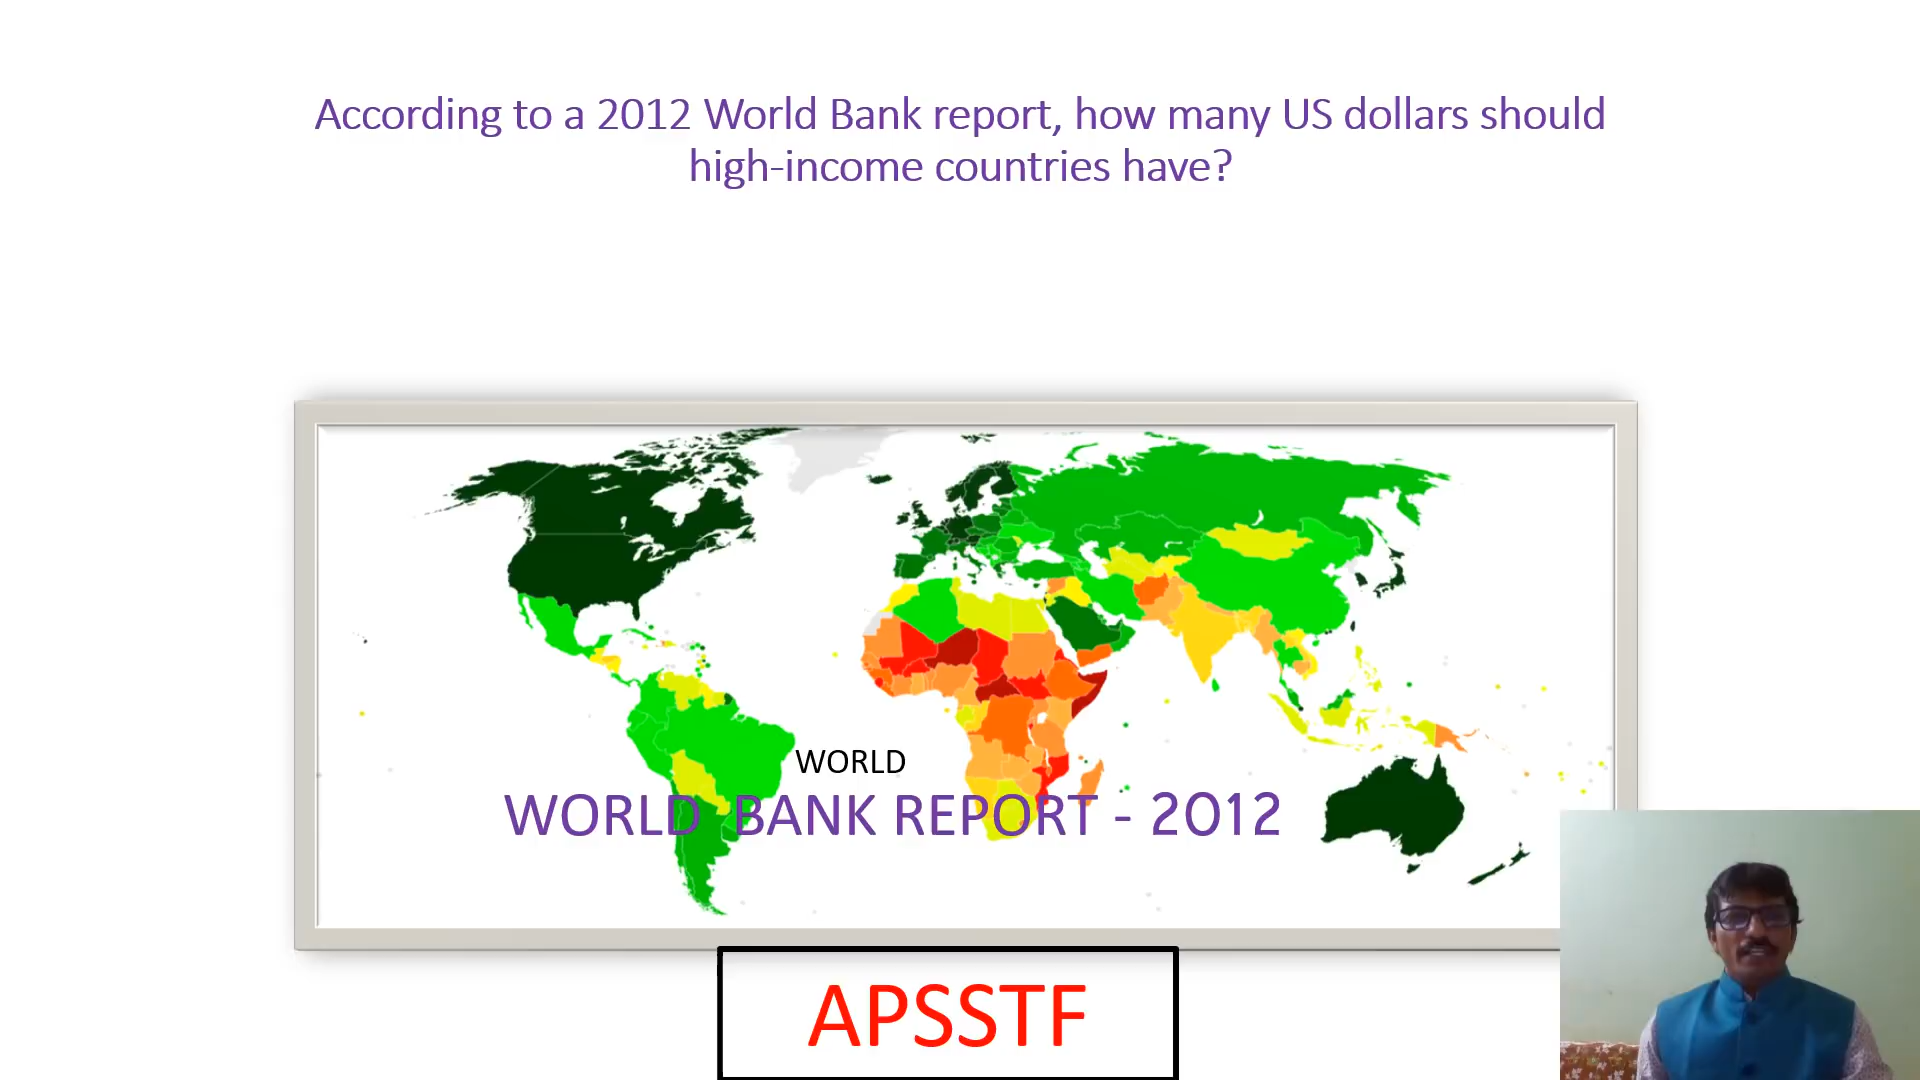 According to a 2012 World Bank report, how many US dollars should
high-income countries have?
WORLD
WORLD BANK REPORT - 2012
APSSTF